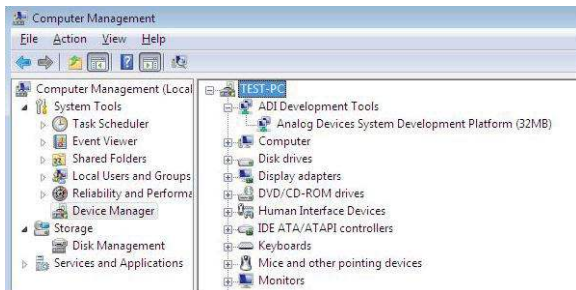 Computer Management
File Action View Help
Computer Management (Local
System Tools
Task Scheduler
Event Viewer
Shared Folders
Local Users and Groups
Reliability and Performa
Device Manager
Storage
Disk Management
Services and Applications
TEST-PC
ADI Development Tools
Analog Devices System Development Platform (32MB)
Computer
Disk drives
Display adapters
DVD/CD-ROM drives
Human Interface Devices
IDE ATA/ATAPI controllers
Keyboards
Mice and other pointing devices
Monitors